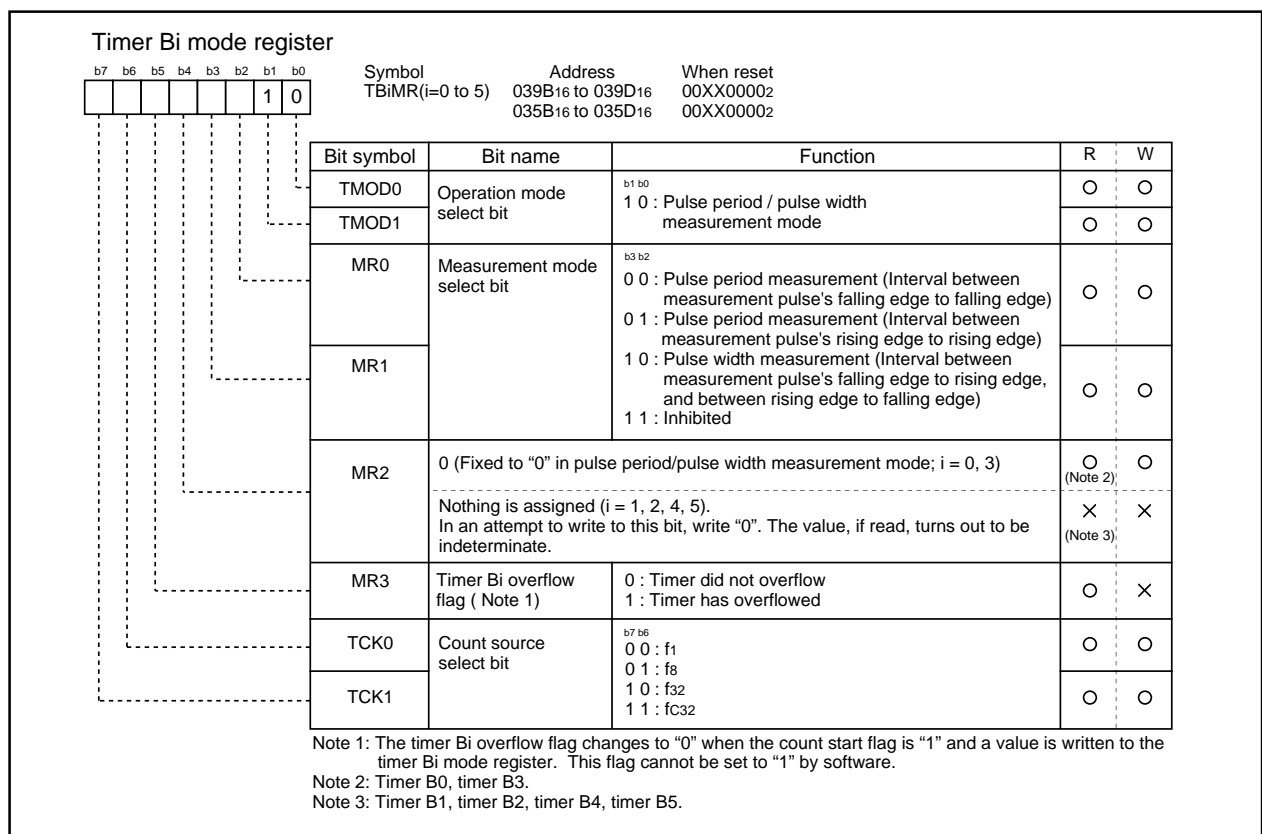 Timer Bi mode register
b7 b6 b5 b4 b3 b2 b1 b0
1 0
Symbol Address When reset
TBiMR(i=0 to 5) 039B16 to 039D16 00XX00002
035B16 to 035D16 00XX00002
Bit symbol Bit name Function R W
TMOD0 Operation mode select bit b1 b0
1 0 : Pulse period / pulse width
measurement mode
TMOD1
MR0 Measurement mode
select bit
b3 b2
0 0 : Pulse period measurement (Interval between
measurement pulse's falling edge to falling edge)
0 1 : Pulse period measurement (Interval between
measurement pulse's rising edge to rising edge)
MR1
1 0 : Pulse width measurement (Interval between
measurement pulse's falling edge to rising edge,
and between rising edge to falling edge)
1 1 : Inhibited
MR2
0 (Fixed to “0” in pulse period/pulse width measurement mode; i = 0, 3)
(Note 2)
Nothing is assigned (i = 1, 2, 4, 5).
In an attempt to write to this bit, write “0”. The value, if read, turns out to be
indeterminate.
(Note 3)
MR3 Timer Bi overflow
flag ( Note 1)
0 : Timer did not overflow
1 : Timer has overflowed
TCK0 Count source
select bit
b7 b6
0 0 : f1
0 1 : f8
TCK1
1 0 : f32
1 1 : fC32
Note 1: The timer Bi overflow flag changes to “0” when the count start flag is “1” and a value is written to the
timer Bi mode register. This flag cannot be set to “1” by software.
Note 2: Timer B0, timer B3.
Note 3: Timer B1, timer B2, timer B4, timer B5.